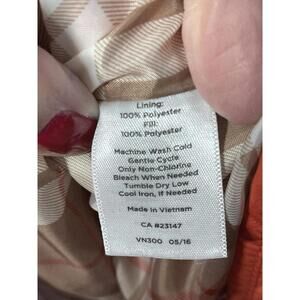 Lining:
100% Polyester
Fill:
100% Polyester
Machine Wash Cold
Gentle Cycle
Only Non-Chlorine
Bleach When Needed
Tumble Dry Low
Cool Iron, If Needed
Made in Vietnam
CA #23147
VN300 05/16